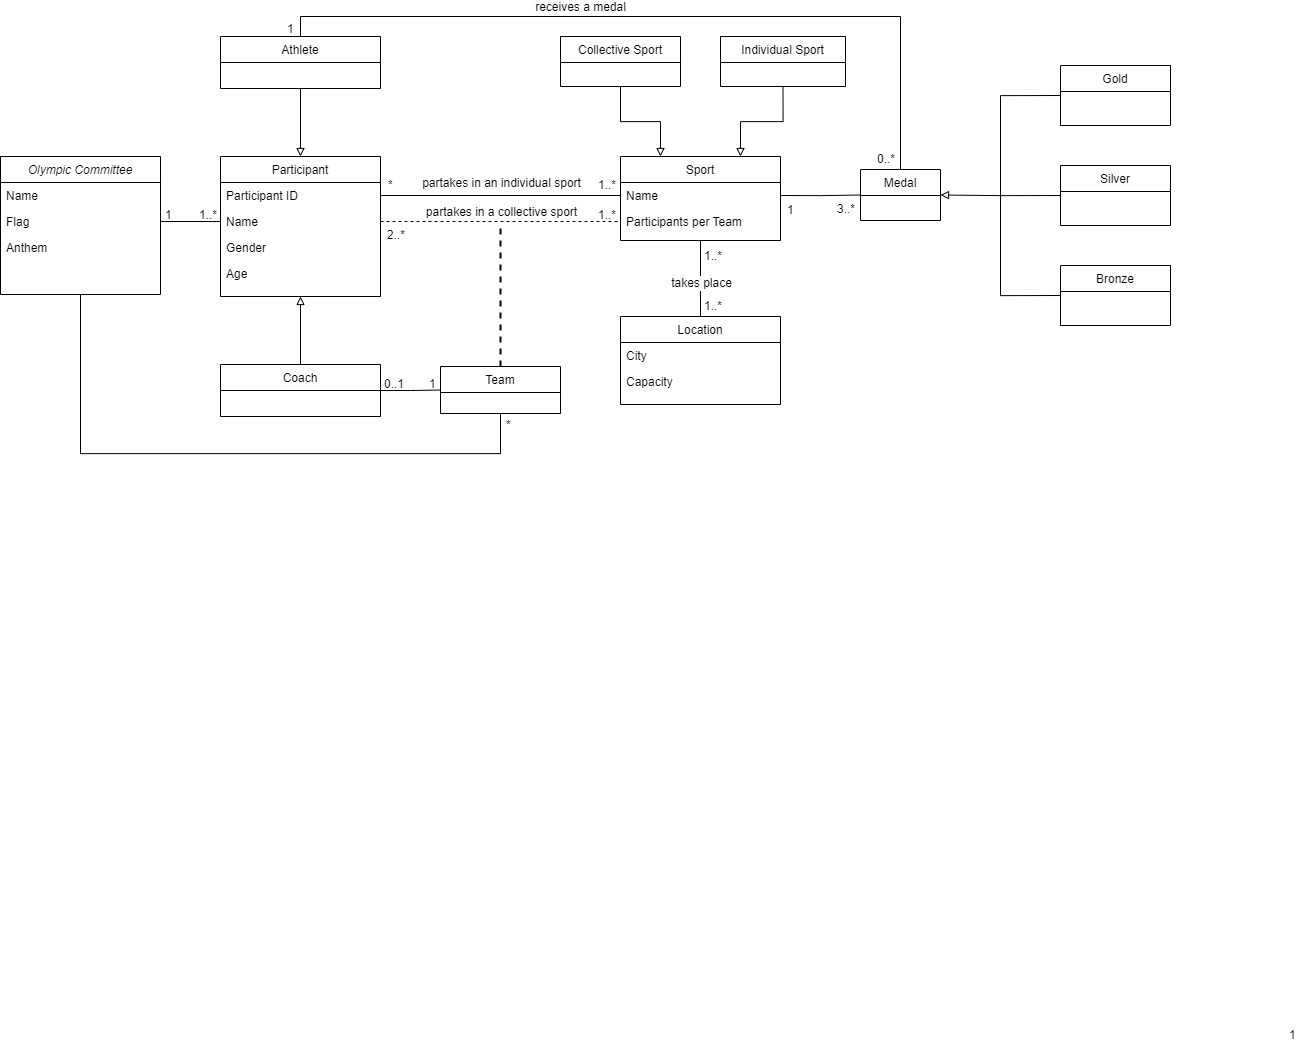 receives a medal
1
Athlete
Collective Sport
Individual Sport
Gold
0..*
Olympic Committee
Name
Flag
Anthem
1
1..*
Participant
Participant ID
Name
Gender
Age
*
partakes in an individual sport
1..*
partakes in a collective sport
1..*
2..*
Sport
Name
Participants per Team
1
3..*
Medal
Silver
1..*
takes place
1..*
Bronze
Location
City
Capacity
Coach
0..1
1
Team
*
1